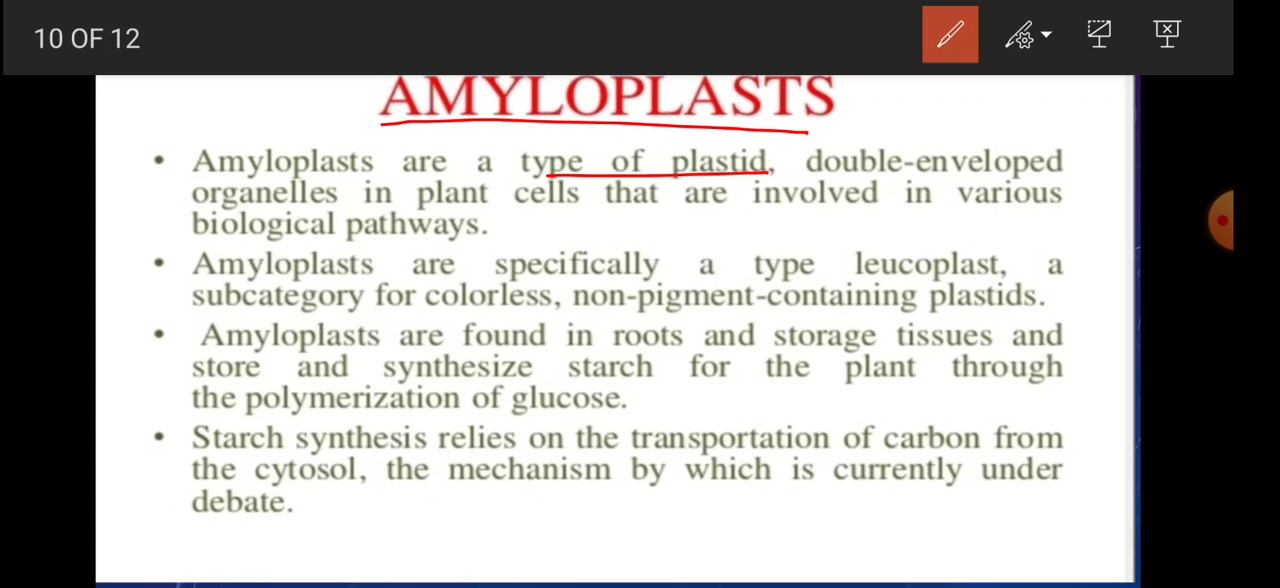 10 OF 12
AMYLOPLASTS
• Amyloplasts are a type of plastid, double-enveloped
organelles in plant cells that are involved in various
biological pathways.
• Amyloplasts are specifically a type leucoplast, a
subcategory for colorless, non-pigment-containing plastids.
• Amyloplasts are found in roots and storage tissues and
store and synthesize starch for the plant through
the polymerization of glucose.
• Starch synthesis relies on the transportation of carbon from
the cytosol, the mechanism by which is currently under
debate.